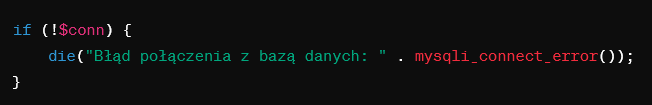 if (!$conn) {
    die("Błąd połączenia z bazą danych: " . mysqli_connect_error());
}